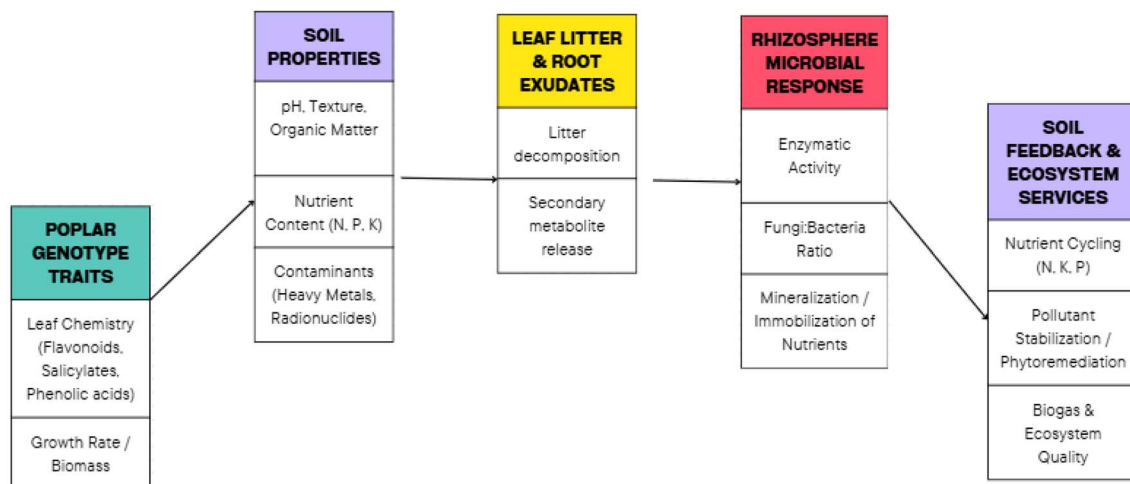 POPLAR
GENOTYPE
TRAITS
Leaf Chemistry
(Flavonoids,
Salicylates,
Phenolic acids)
Growth Rate /
Biomass
SOIL
PROPERTIES
pH, Texture,
Organic Matter
Nutrient
Content (N, P, K)
Contaminants
(Heavy Metals,
Radionuclides)
LEAF LITTER
& ROOT
EXUDATES
Litter
decomposition
Secondary
metabolite
release
RHIZOSPHERE
MICROBIAL
RESPONSE
Enzymatic
Activity
Fungi:Bacteria
Ratio
Mineralization /
Immobilization of
Nutrients
SOIL
FEEDBACK &
ECOSYSTEM
SERVICES
Nutrient Cycling
(N, K, P)
Pollutant
Stabilization /
Phytoremediation
Biogas &
Ecosystem
Quality